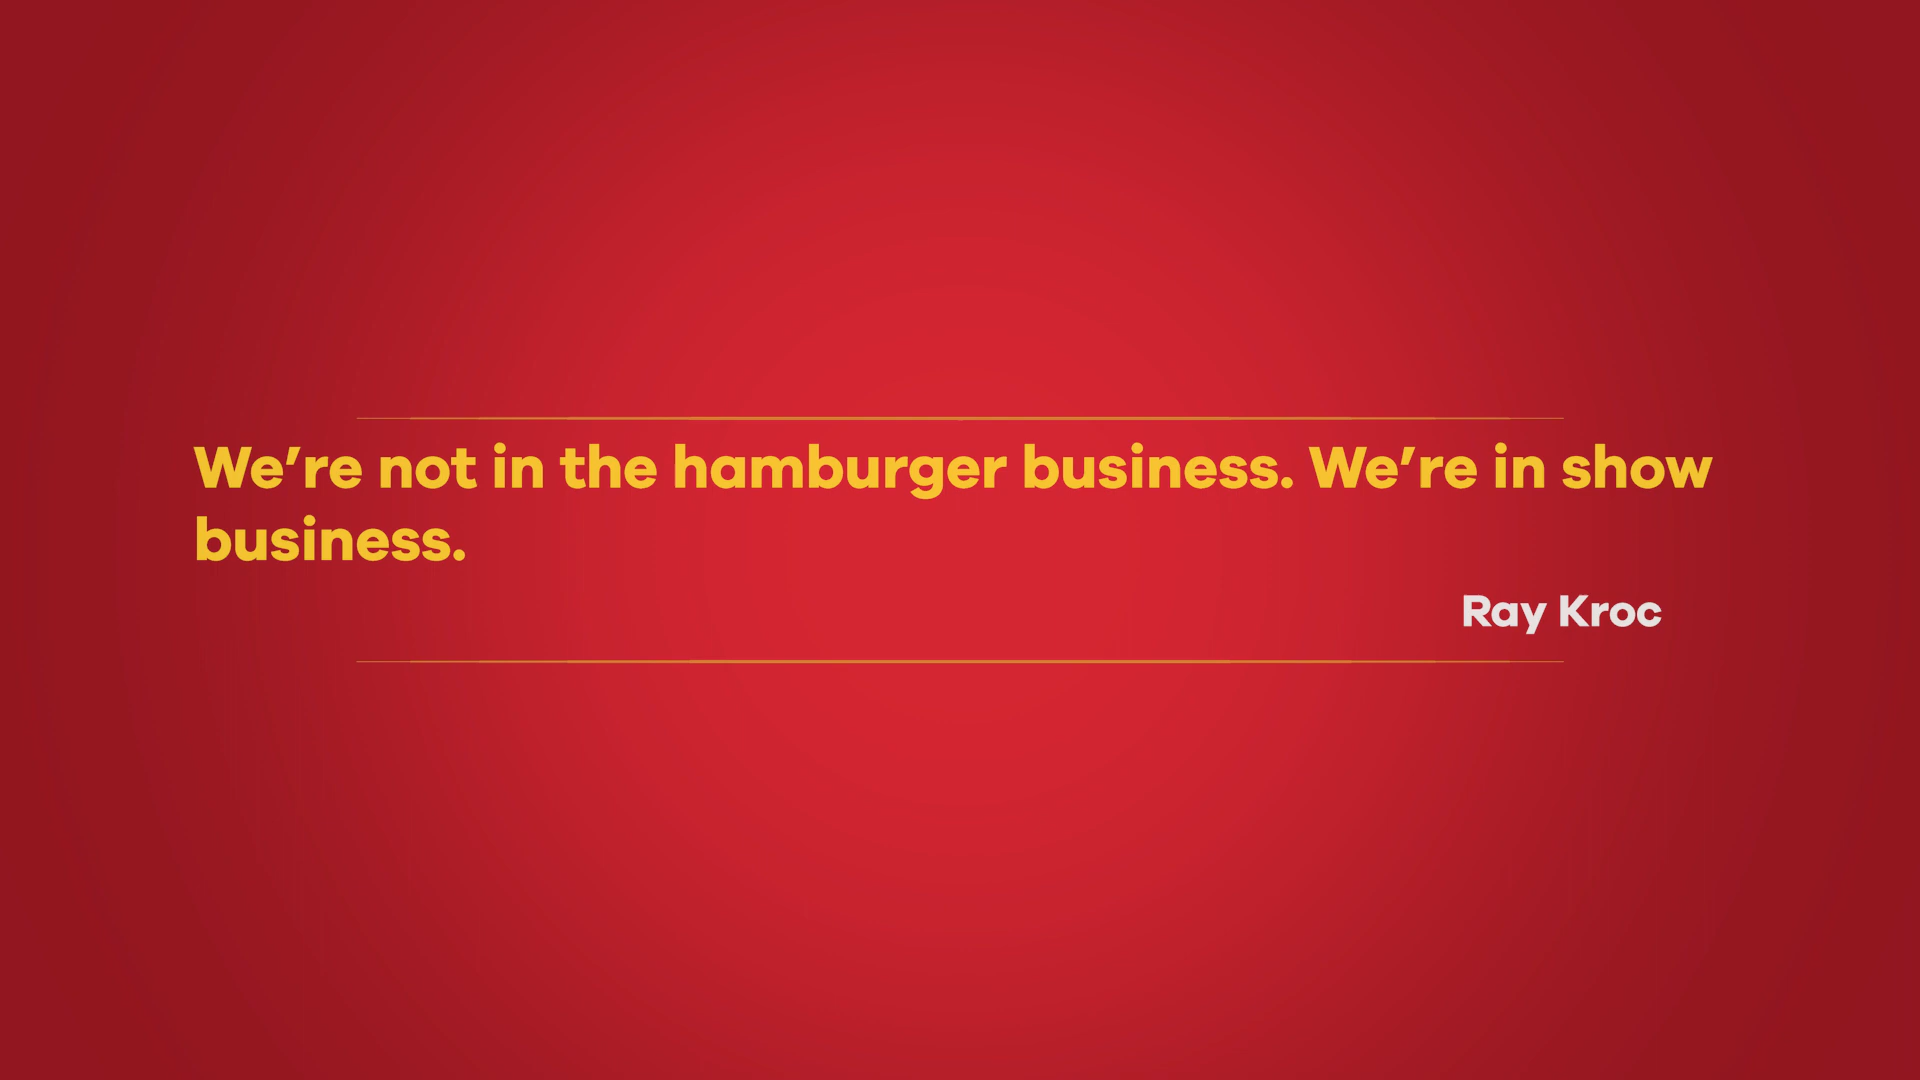 We’re not in the hamburger business. We’re in show
business.
Ray Kroc